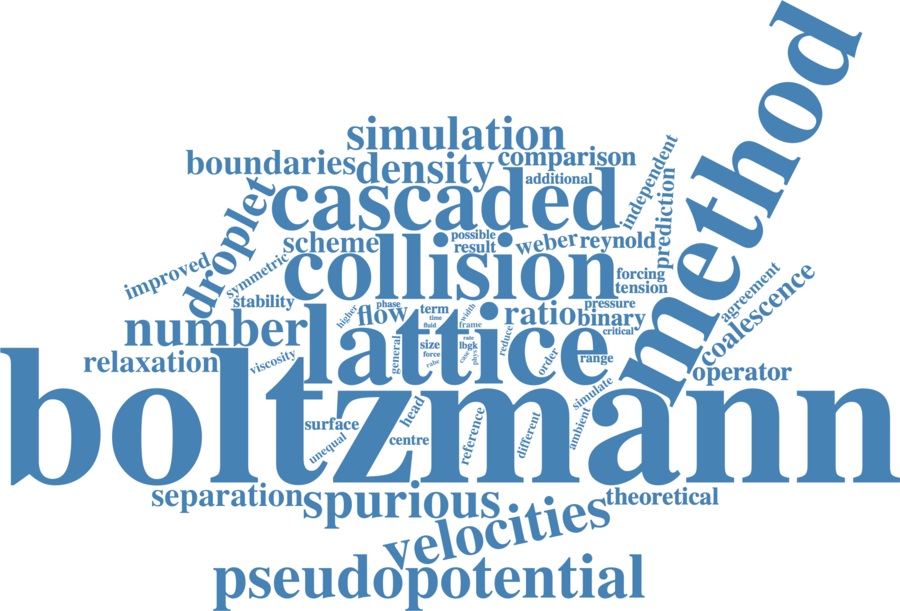 method
simulation
boundaries
density
comparison
additional
independent
prediction
cascaded
droplet
improved
symmetric
scheme
possible
result
weber
reynold
collision
forcing
tension
stability
number
higher
phase
flow
term
time
fluid
width
frame
ratio
pressure
binary
critical
agreement
coalescence
lattice
relaxation
viscosity
general
size
force
rate
lbgk
reduce
order
range
operator
boltzmann
simulate
surface
unequal
head
centre
reference
different
ambient
separation
spurious
velocities
theoretical
pseudopotential